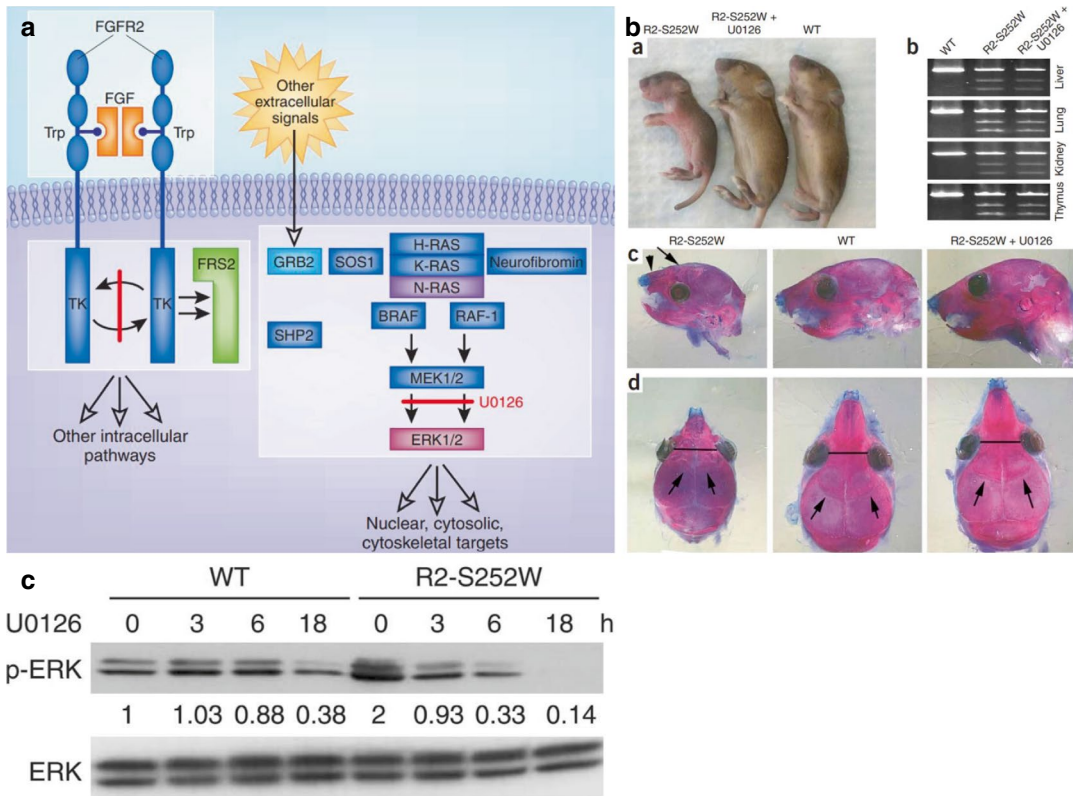 a
FGFR2
FGF
Trp
Trp
Other
extracellular
signals
TK
TK
FRS2
GRB2
SOS1
H-RAS
K-RAS
N-RAS
Neurofibromin
SHP2
BRAF
RAF-1
MEK1/2
U0126
ERK1/2
Other intracellular
pathways
Nuclear, cytosolic,
cytoskeletal targets
b
R2-S252W
R2-S252W +
U0126
WT
a
b
WT
R2-S252W
R2-S252W +
U0126
Liver
Lung
Kidney
Thymus
R2-S252W
WT
R2-S252W + U0126
c
d
c
WT
R2-S252W
U0126 0 3 6 18 0 3 6 18 h
p-ERK
1 1.03 0.88 0.38 2 0.93 0.33 0.14
ERK